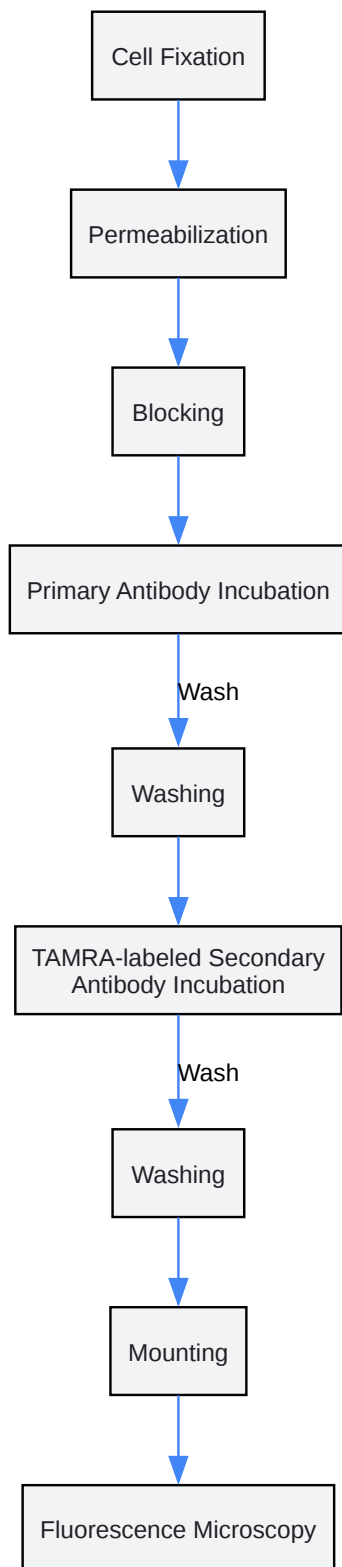 Cell Fixation
Permeabilization
Blocking
Primary Antibody Incubation
Wash
Washing
TAMRA-labeled Secondary
Antibody Incubation
Wash
Washing
Mounting
Fluorescence Microscopy